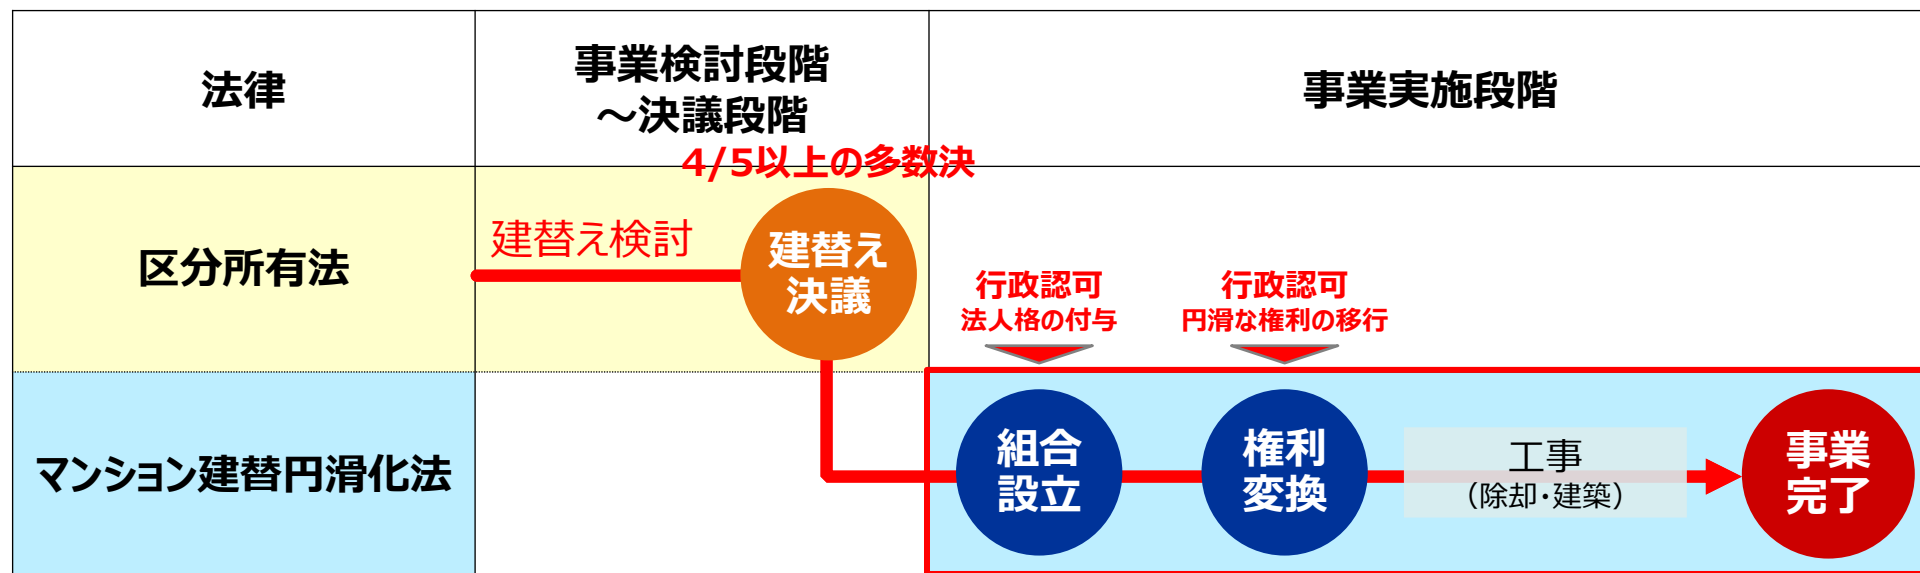 法律
事業検討段階
～決議段階
事業実施段階
4/5以上の多数決
区分所有法
建替え検討
建替え
決議
行政認可
法人格の付与
行政認可
円滑な権利の移行
マンション建替円滑化法
組合
設立
権利
変換
工事
（除却・建築）
事業
完了